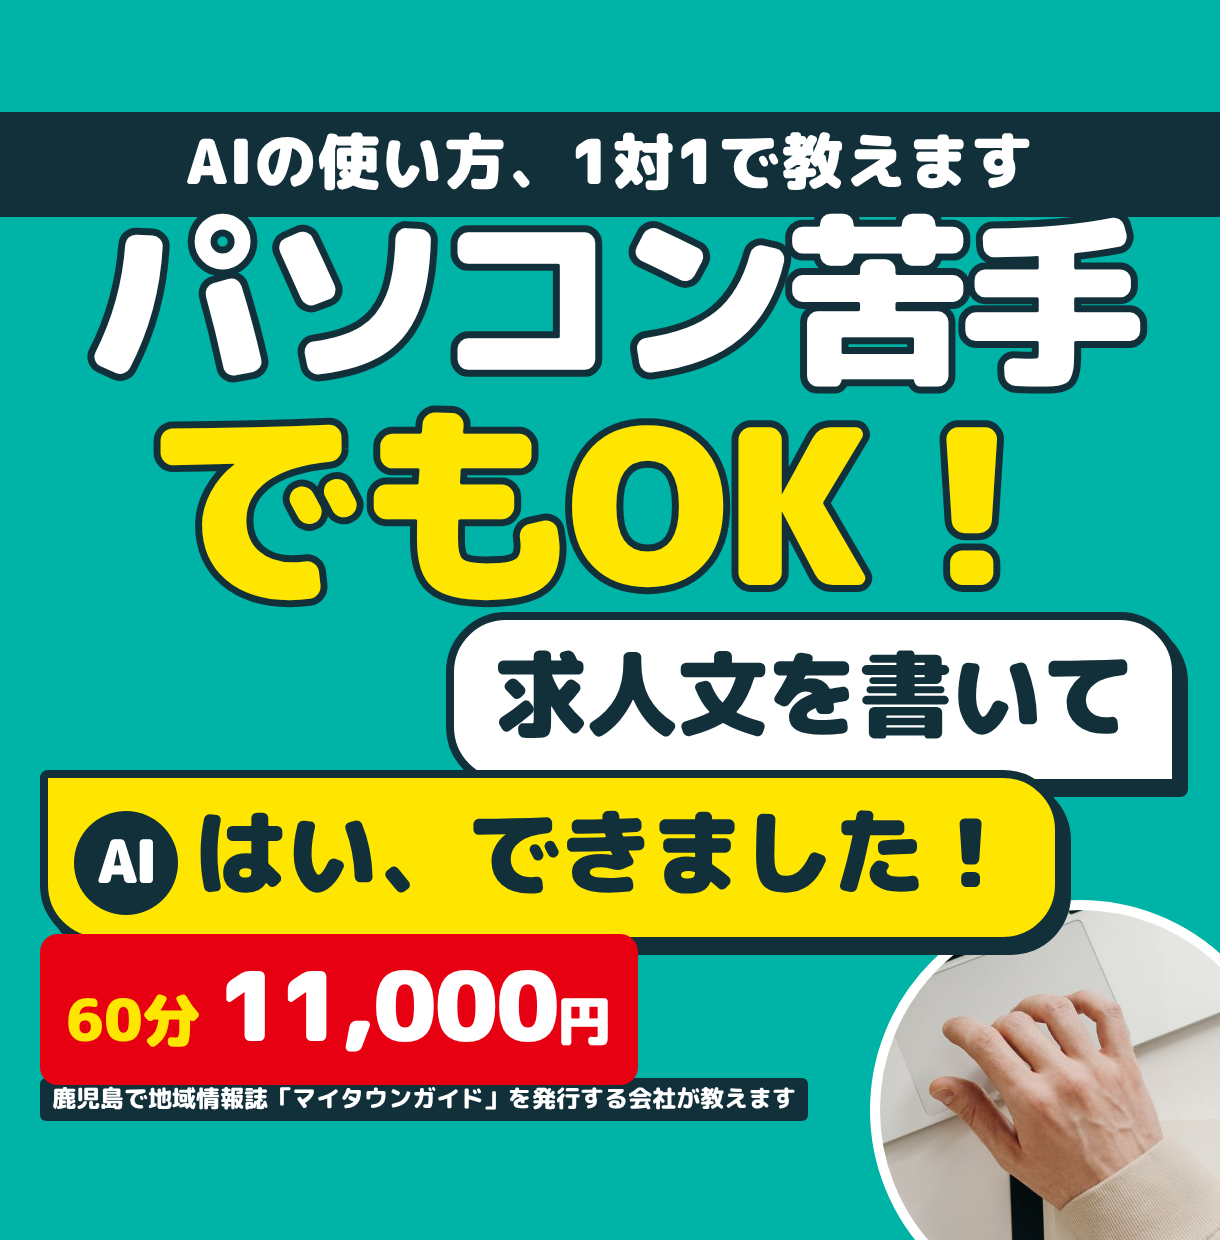 AIの使い方、1対1で教えます
パソコン苦手
でもOK！
求人文を書いて
AI はい、できました！
60分 11,000円
鹿児島で地域情報誌「マイタウンガイド」を発行する会社が教えます